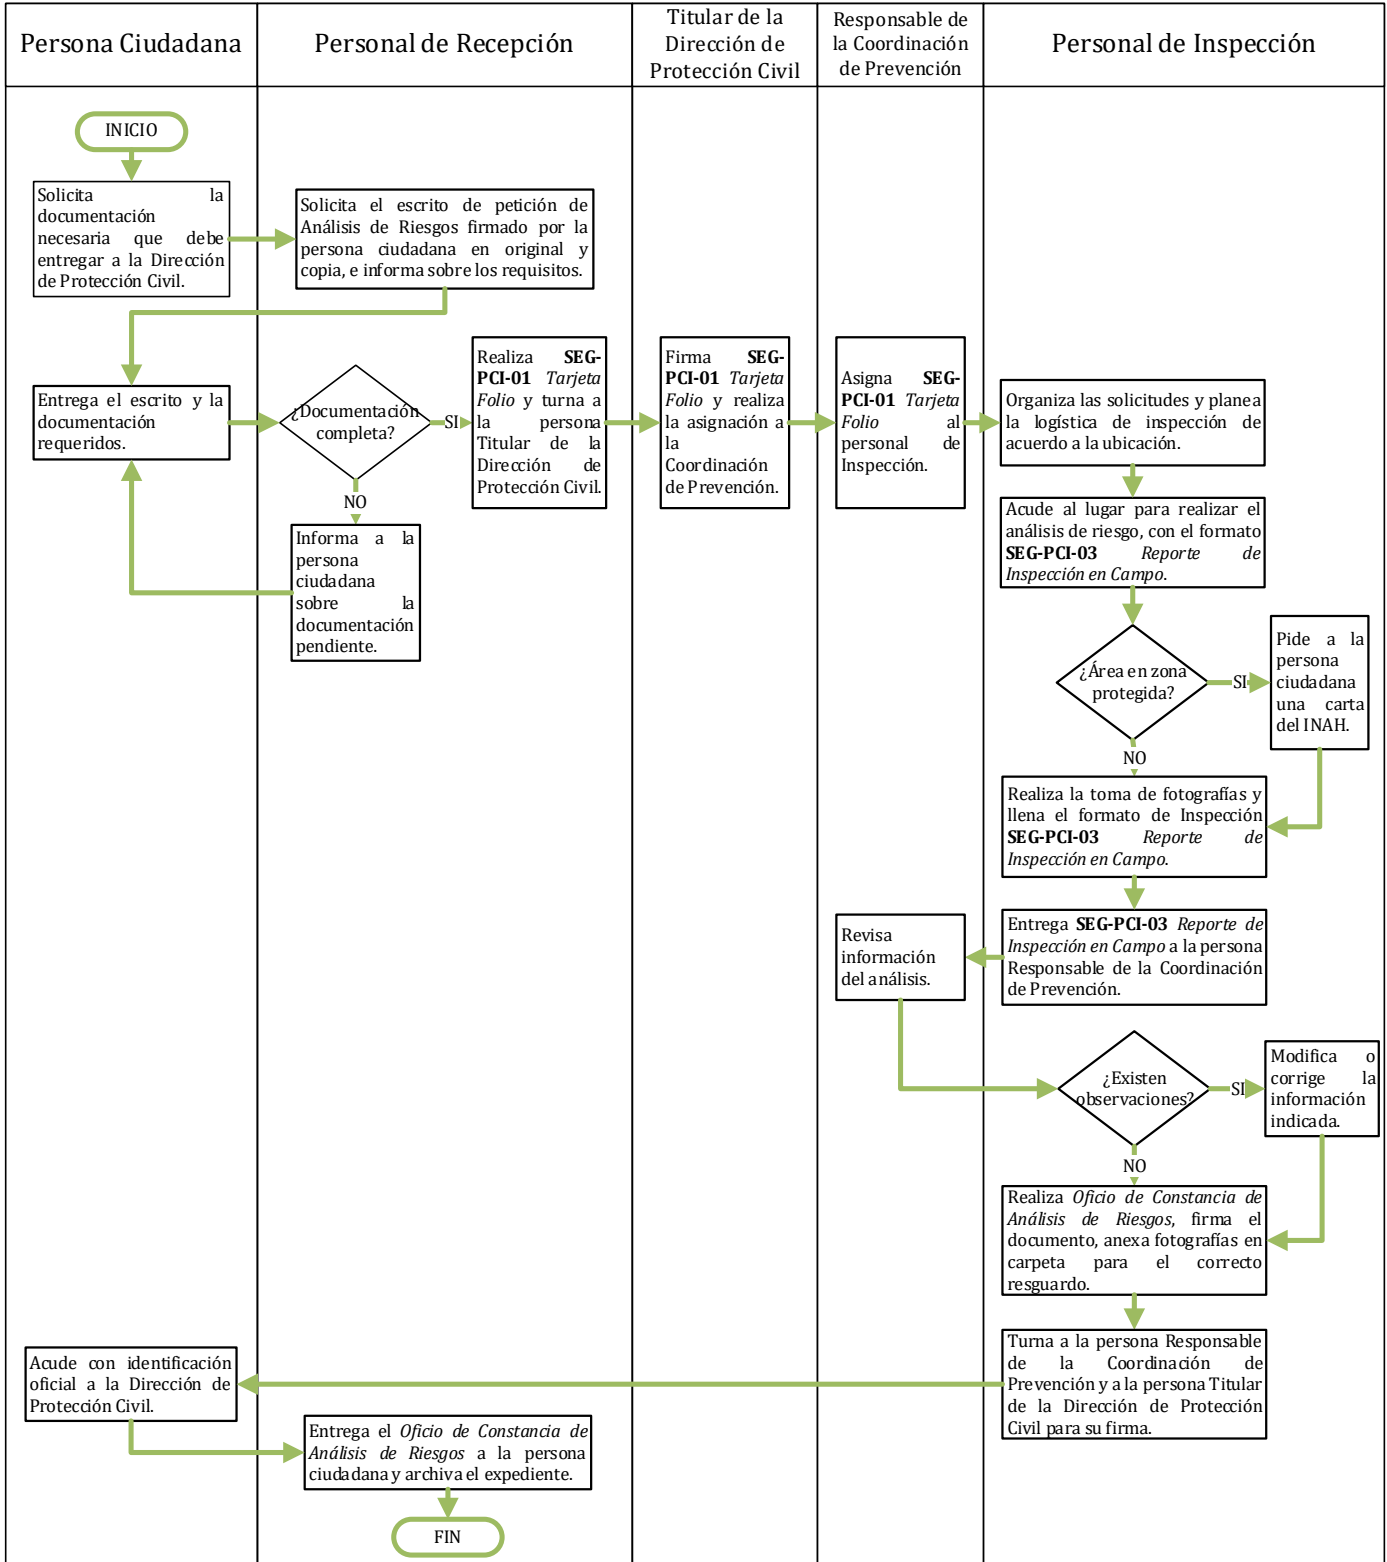 Persona Ciudadana
Personal de Recepción
Titular de la
Dirección de
Protección Civil
Responsable de
la Coordinación
de Prevención
Personal de Inspección
INICIO
Solicita la
documentación
necesaria que debe
entregar a la Dirección
de Protección Civil.
Solicita el escrito de petición de
Análisis de Riesgos firmado por la
persona ciudadana en original y
copia, e informa sobre los requisitos.
Entrega el escrito y la
documentación
requeridos.
¿Documentación
completa?
SI
NO
Informa a la
persona
ciudadana
sobre la
documentación
pendiente.
Realiza SEG-
PCI-01 Tarjeta
Folio y turna a
la persona
Titular de la
Dirección de
Protección Civil.
Firma SEG-
PCI-01 Tarjeta
Folio y realiza
la asignación a
la
Coordinación
de Prevención.
Asigna SEG-
PCI-01 Tarjeta
Folio al
personal de
Inspección.
Organiza las solicitudes y planea
la logística de inspección de
acuerdo a la ubicación.
Acude al lugar para realizar el
análisis de riesgo, con el formato
SEG-PCI-03 Reporte de
Inspección en Campo.
¿Área en zona
protegida?
SI
Pide a la
persona
ciudadana
una carta
del INAH.
NO
Realiza la toma de fotografías y
llena el formato de Inspección
SEG-PCI-03 Reporte de
Inspección en Campo.
Entrega SEG-PCI-03 Reporte de
Inspección en Campo a la persona
Responsable de la Coordinación
de Prevención.
Revisa
información
del análisis.
¿Existen
observaciones?
SI
Modifica o
corrige la
información
indicada.
NO
Realiza Oficio de Constancia de
Análisis de Riesgos, firma el
documento, anexa fotografías en
carpeta para el correcto
resguardo.
Turna a la persona Responsable
de la Coordinación de
Prevención y a la persona Titular
de la Dirección de Protección
Civil para su firma.
Acude con identificación
oficial a la Dirección de
Protección Civil.
Entrega el Oficio de Constancia de
Análisis de Riesgos a la persona
ciudadana y archiva el expediente.
FIN